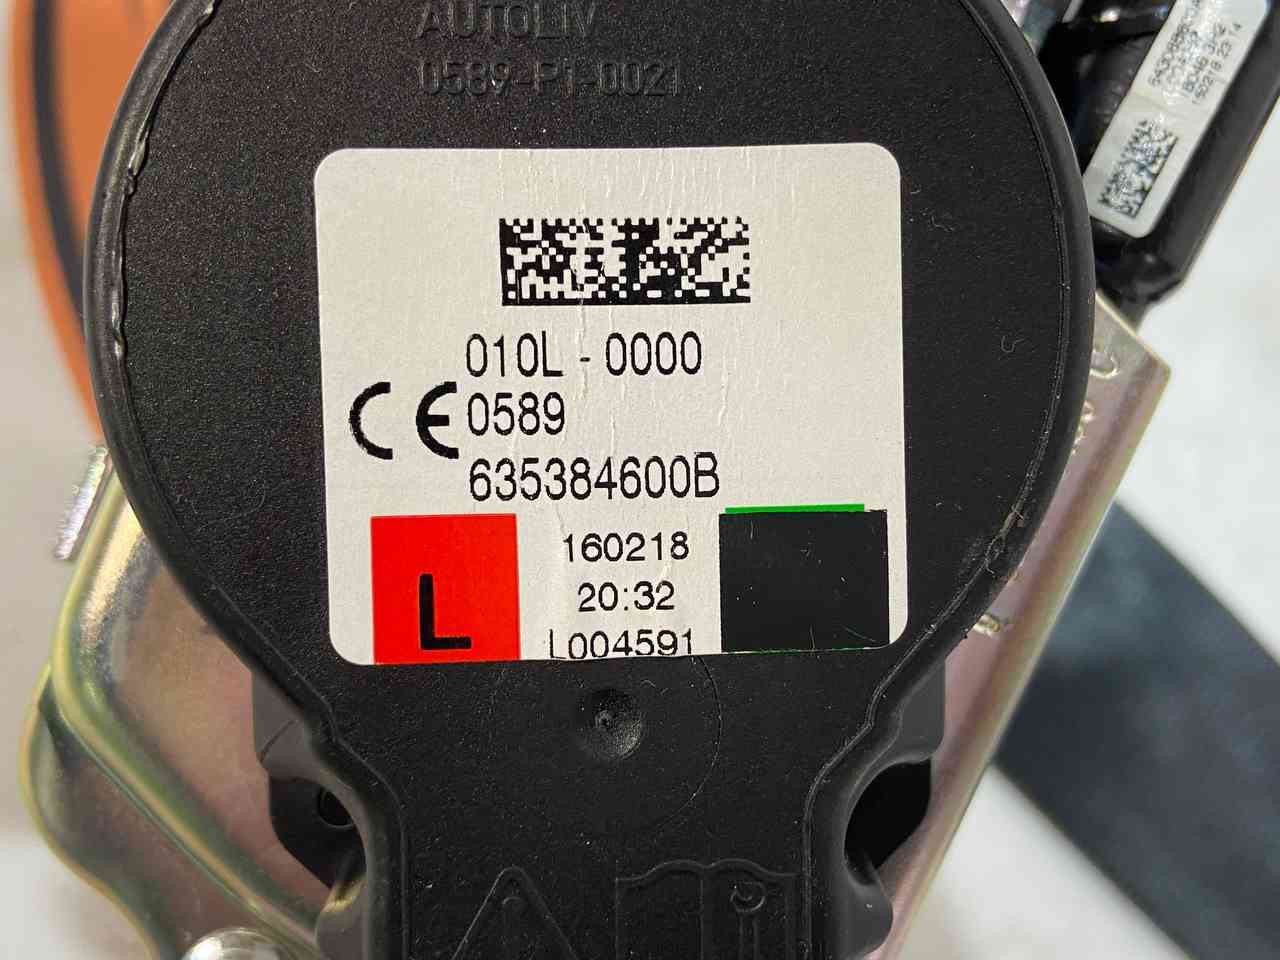 AUTOLIV
0589-P1-0021
010L - 0000
CE 0589
635384600B
L
160218
20:32
L004591